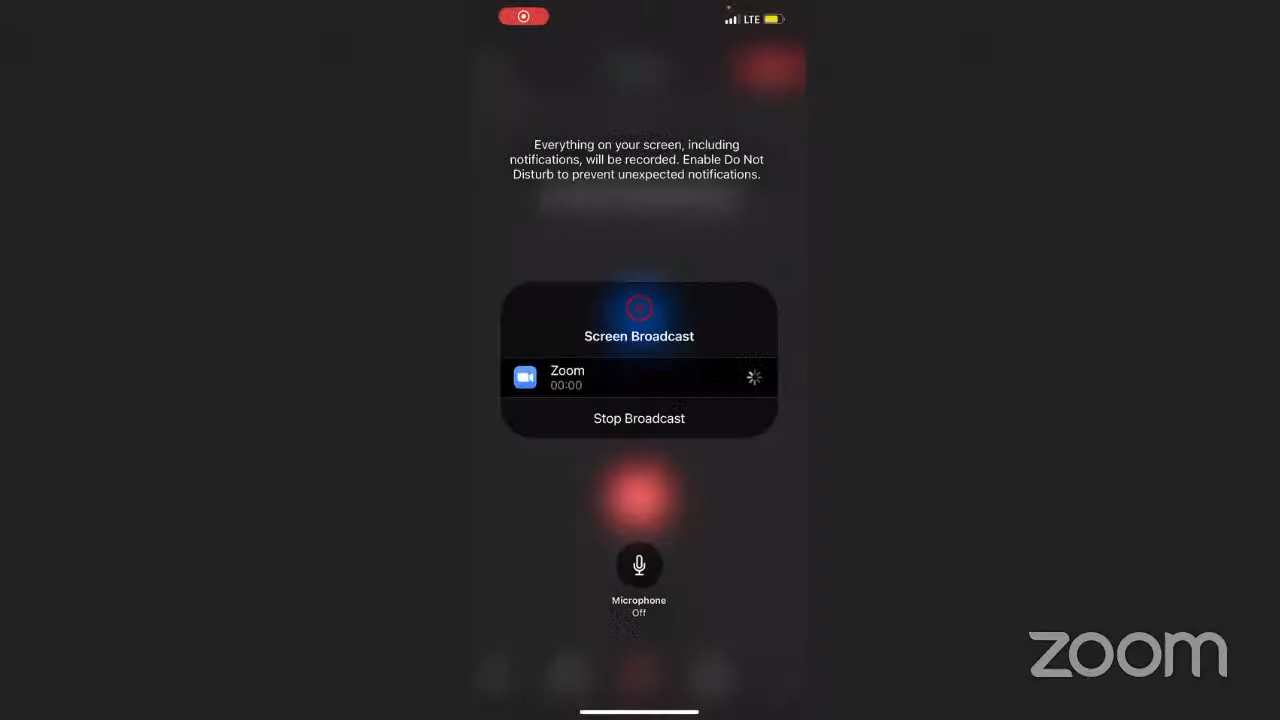 LTE
Everything on your screen, including
notifications, will be recorded. Enable Do Not
Disturb to prevent unexpected notifications.
Screen Broadcast
Zoom
00:00
Stop Broadcast
Microphone
Off
zoom